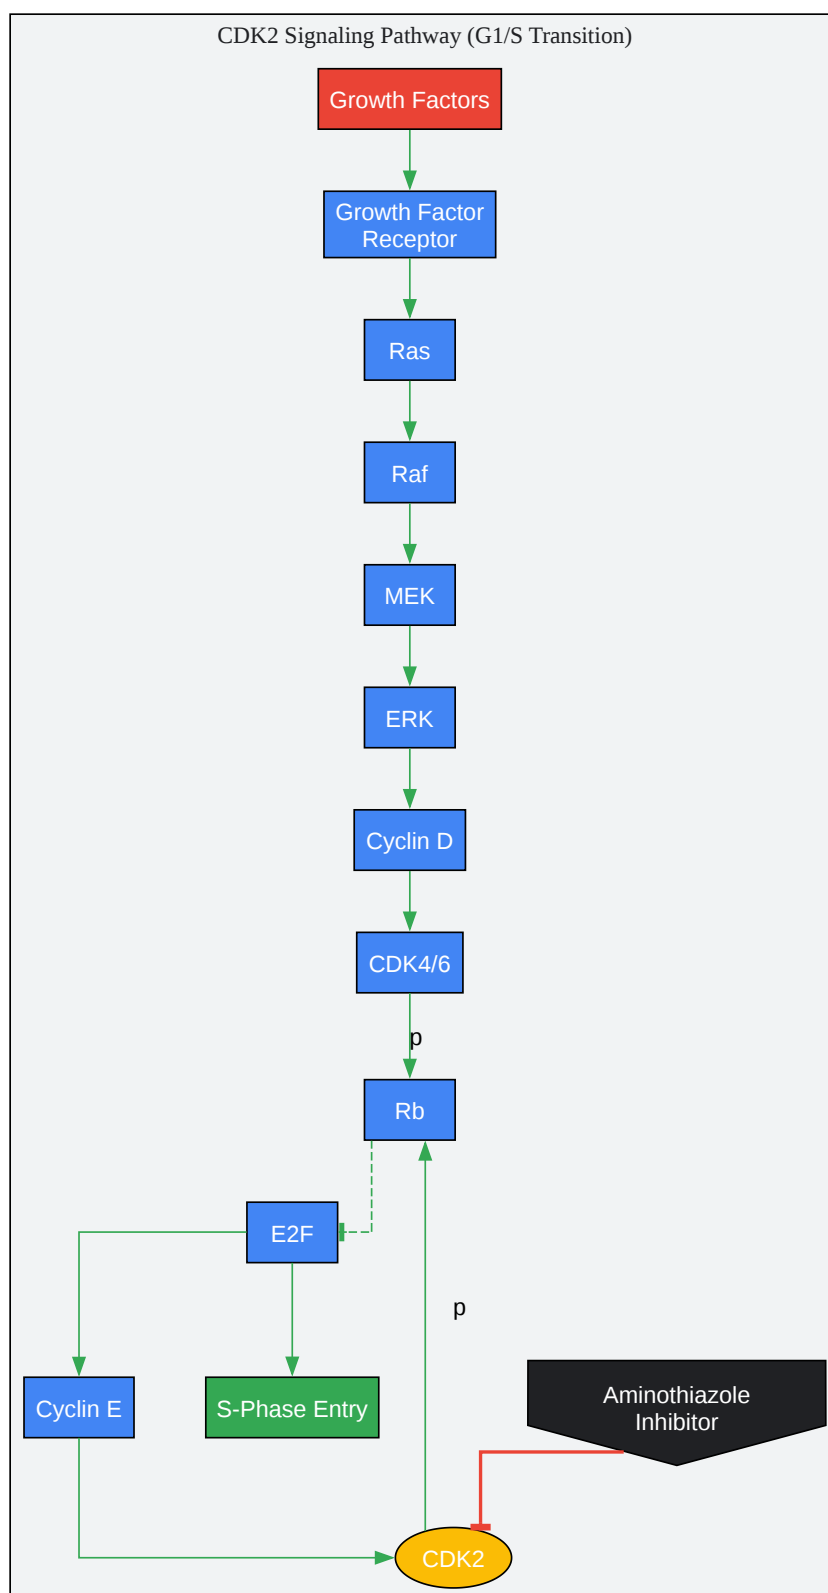 CDK2 Signaling Pathway (G1/S Transition)
Growth Factors
Growth Factor
Receptor
Ras
Raf
MEK
ERK
Cyclin D
CDK4/6
p
Rb
E2F
p
Cyclin E
S-Phase Entry
Aminothiazole
Inhibitor
CDK2